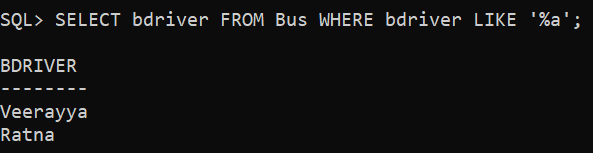 SQL> SELECT bdriver FROM Bus WHERE bdriver LIKE '%a';
BDRIVER
--------
Veerayya
Ratna